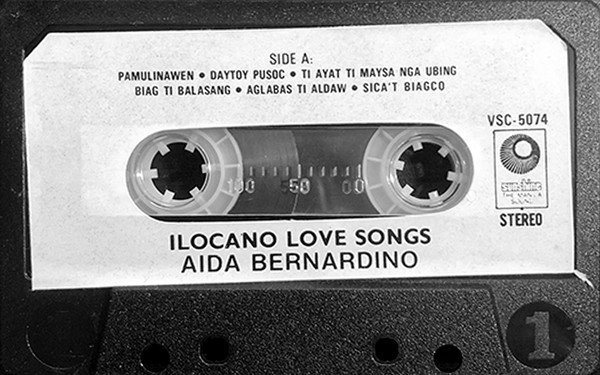 SIDE A:
PAMULINAWEN • DAYTOY PUSOC • TI AYAT TI MAYSA NGA UBING
BIAG TI BALASANG • AGLABAS TI ALDAW • SICA'T BIAGCO
VSC-5074
100 50 00
sunshine
STEREO
ILOCANO LOVE SONGS
AIDA BERNARDINO
1